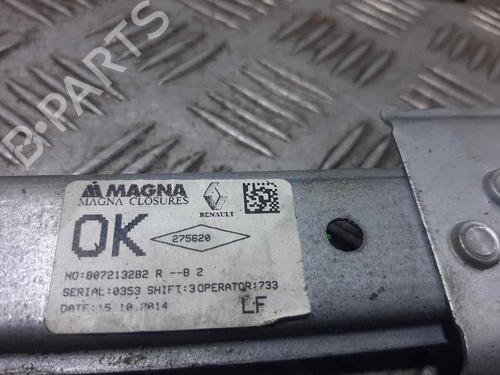 B-PARTS
MAGNA
MAGNA CLOSURES
RENAULT
OK
275620
NO:807213282 R --B 2
SERIAL:0353 SHIFT:3 OPERATOR:733
DATE:15.10.2014
LF